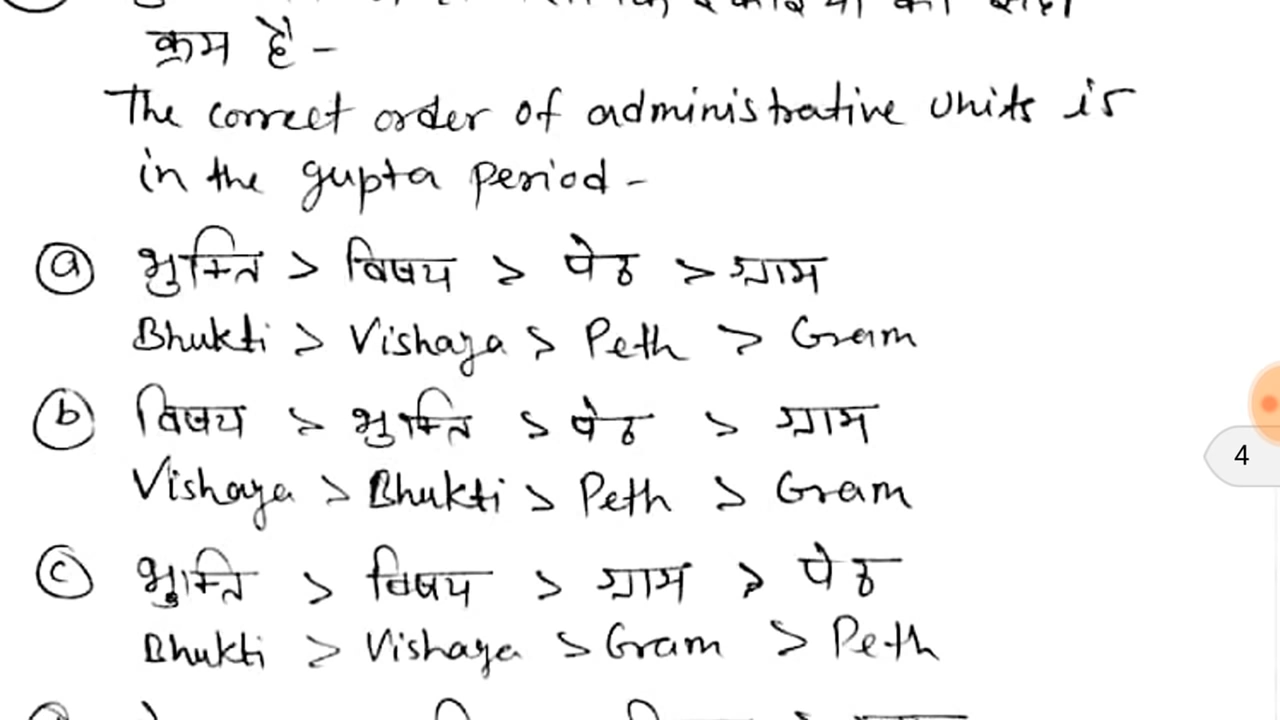 क्रम है -
The correct order of administrative units is
in the gupta period -
(a) भुक्ति > विषय > पेठ > ग्राम
Bhukti > Vishaya > Peth > Gram
(b) विषय > भुक्ति > पेठ > ग्राम
Vishaya > Bhukti > Peth > Gram
4
(c) भुक्ति > विषय > ग्राम > पेठ
Bhukti > Vishaya > Gram > Peth